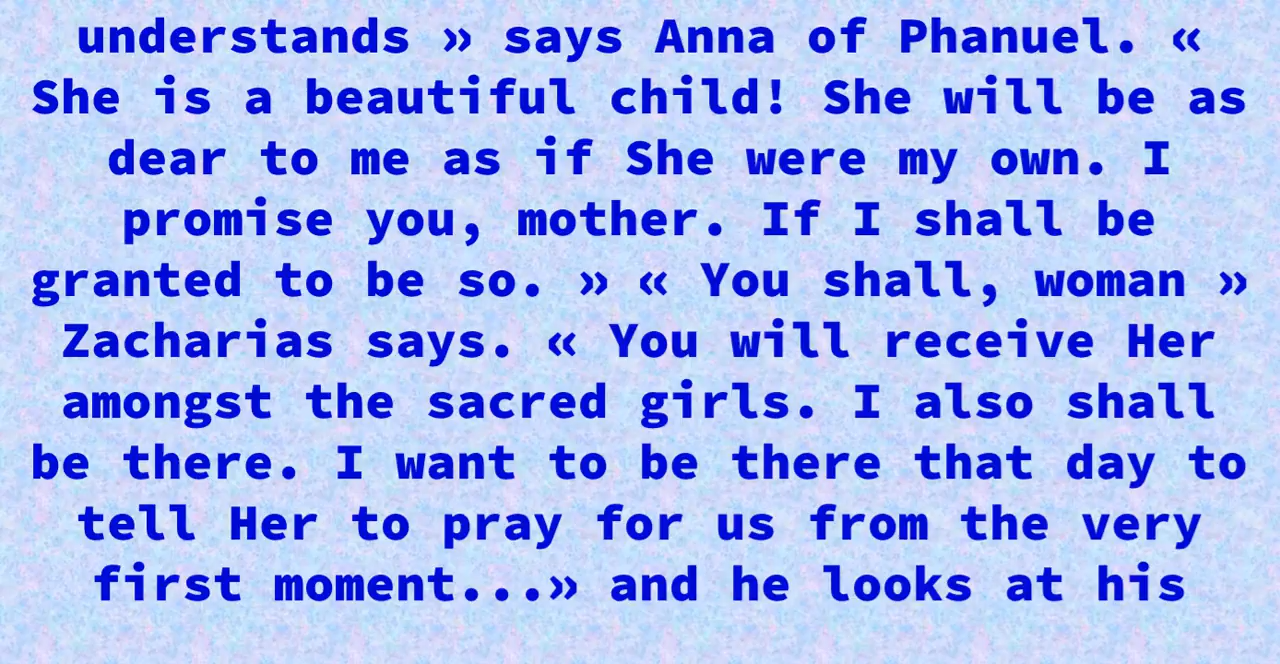 understands » says Anna of Phanuel. «
She is a beautiful child! She will be as
dear to me as if She were my own. I
promise you, mother. If I shall be
granted to be so. » « You shall, woman »
Zacharias says. « You will receive Her
amongst the sacred girls. I also shall
be there. I want to be there that day to
tell Her to pray for us from the very
first moment...» and he looks at his